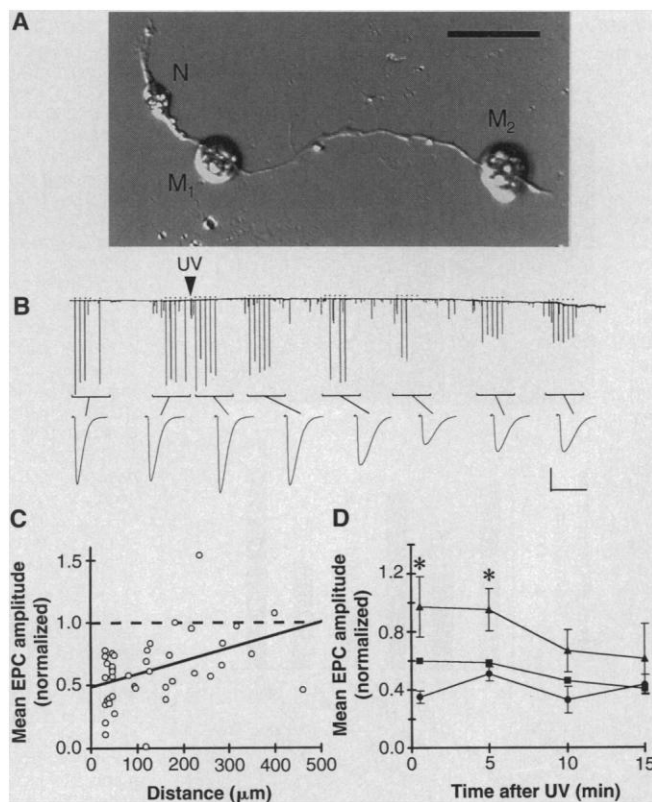 A
N
M₁
M₂
UV
B
C
Mean EPC amplitude
(normalized)
1.5
1.0
0.5
0.0
0
100
200
300
400
500
Distance (μm)
D
Mean EPC amplitude
(normalized)
1.2
0.8
0.4
0
*
*
0
5
10
15
Time after UV (min)